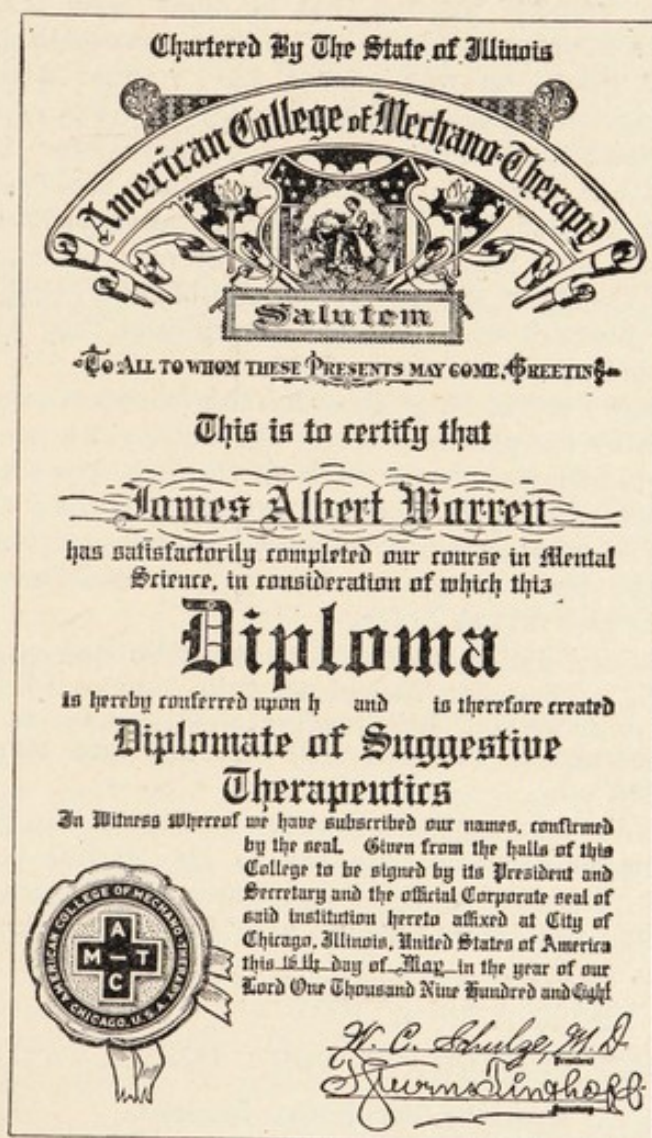 Chartered By The State of Illinois
American College of Mechano-Therapy
Salutem
To All to whom these Presents may come, Greeting
This is to certify that
James Albert Warren
has satisfactorily completed our course in Mental
Science, in consideration of which this
Diploma
is hereby conferred upon h and is therefore created
Diplomate of Suggestive
Therapeutics
In Witness Whereof we have subscribed our names, confirmed
by the seal. Given from the halls of this
College to be signed by its President and
Secretary and the official Corporate seal of
said institution hereto affixed at City of
Chicago, Illinois, United States of America
this 16th day of May in the year of our
Lord One Thousand Nine Hundred and Eight
AMERICAN COLLEGE OF MECHANO-THERAPY
CHICAGO, U.S.A.
A
M T
C
W. C. Schulze, M.D.
President
Secretary